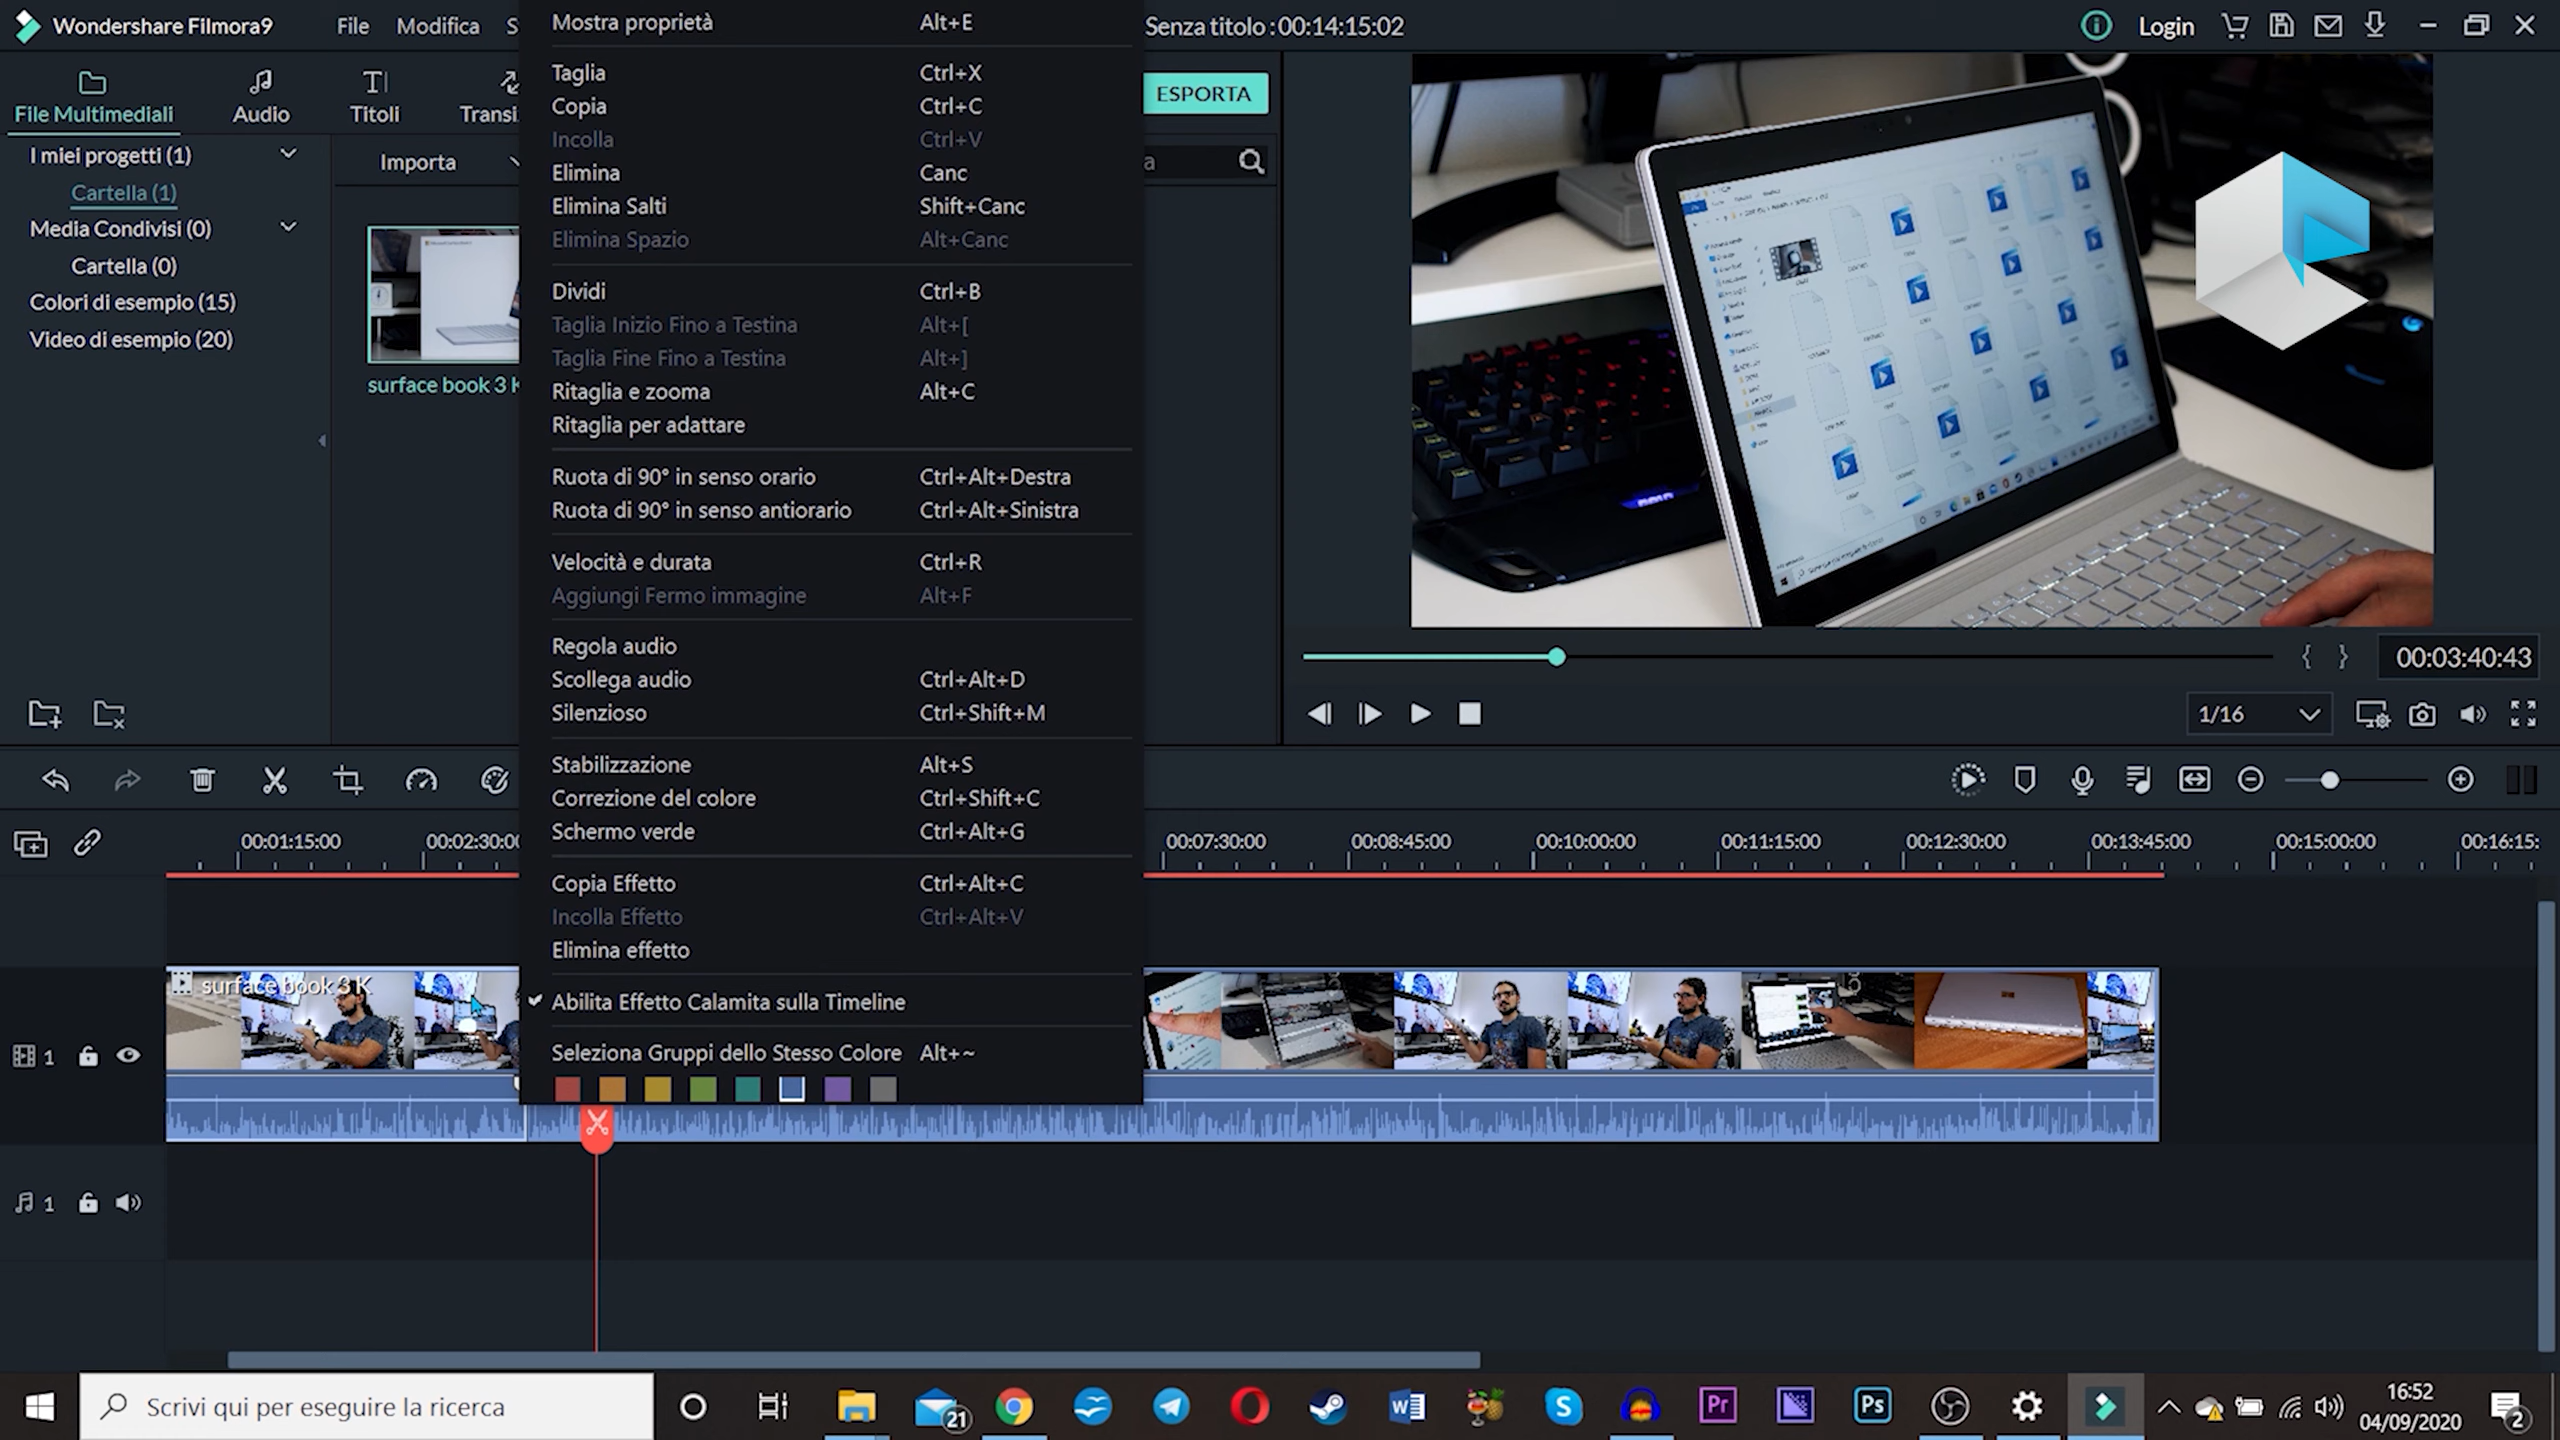 Wondershare Filmora9
File Modifica S
Senza titolo : 00:14:15:02
Login
File Multimediali
Audio
Titoli
Transi
ESPORTA
I miei progetti (1)
Cartella (1)
Media Condivisi (0)
Cartella (0)
Colori di esempio (15)
Video di esempio (20)
Importa
a
surface book 3 K
Mostra proprietà Alt+E
Taglia Ctrl+X
Copia Ctrl+C
Incolla Ctrl+V
Elimina Canc
Elimina Salti Shift+Canc
Elimina Spazio Alt+Canc
Dividi Ctrl+B
Taglia Inizio Fino a Testina Alt+[
Taglia Fine Fino a Testina Alt+]
Ritaglia e zooma Alt+C
Ritaglia per adattare
Ruota di 90° in senso orario Ctrl+Alt+Destra
Ruota di 90° in senso antiorario Ctrl+Alt+Sinistra
Velocità e durata Ctrl+R
Aggiungi Fermo immagine Alt+F
Regola audio
Scollega audio Ctrl+Alt+D
Silenzioso Ctrl+Shift+M
Stabilizzazione Alt+S
Correzione del colore Ctrl+Shift+C
Schermo verde Ctrl+Alt+G
Copia Effetto Ctrl+Alt+C
Incolla Effetto Ctrl+Alt+V
Elimina effetto
Abilita Effetto Calamita sulla Timeline
Seleziona Gruppi dello Stesso Colore Alt+~
{ } 00:03:40:43
1/16
00:01:15:00 00:02:30:00 00:07:30:00 00:08:45:00 00:10:00:00 00:11:15:00 00:12:30:00 00:13:45:00 00:15:00:00 00:16:15:
surface book 3 K
1
1
Scrivi qui per eseguire la ricerca
21
W
S
Pr
Ps
16:52
04/09/2020
2